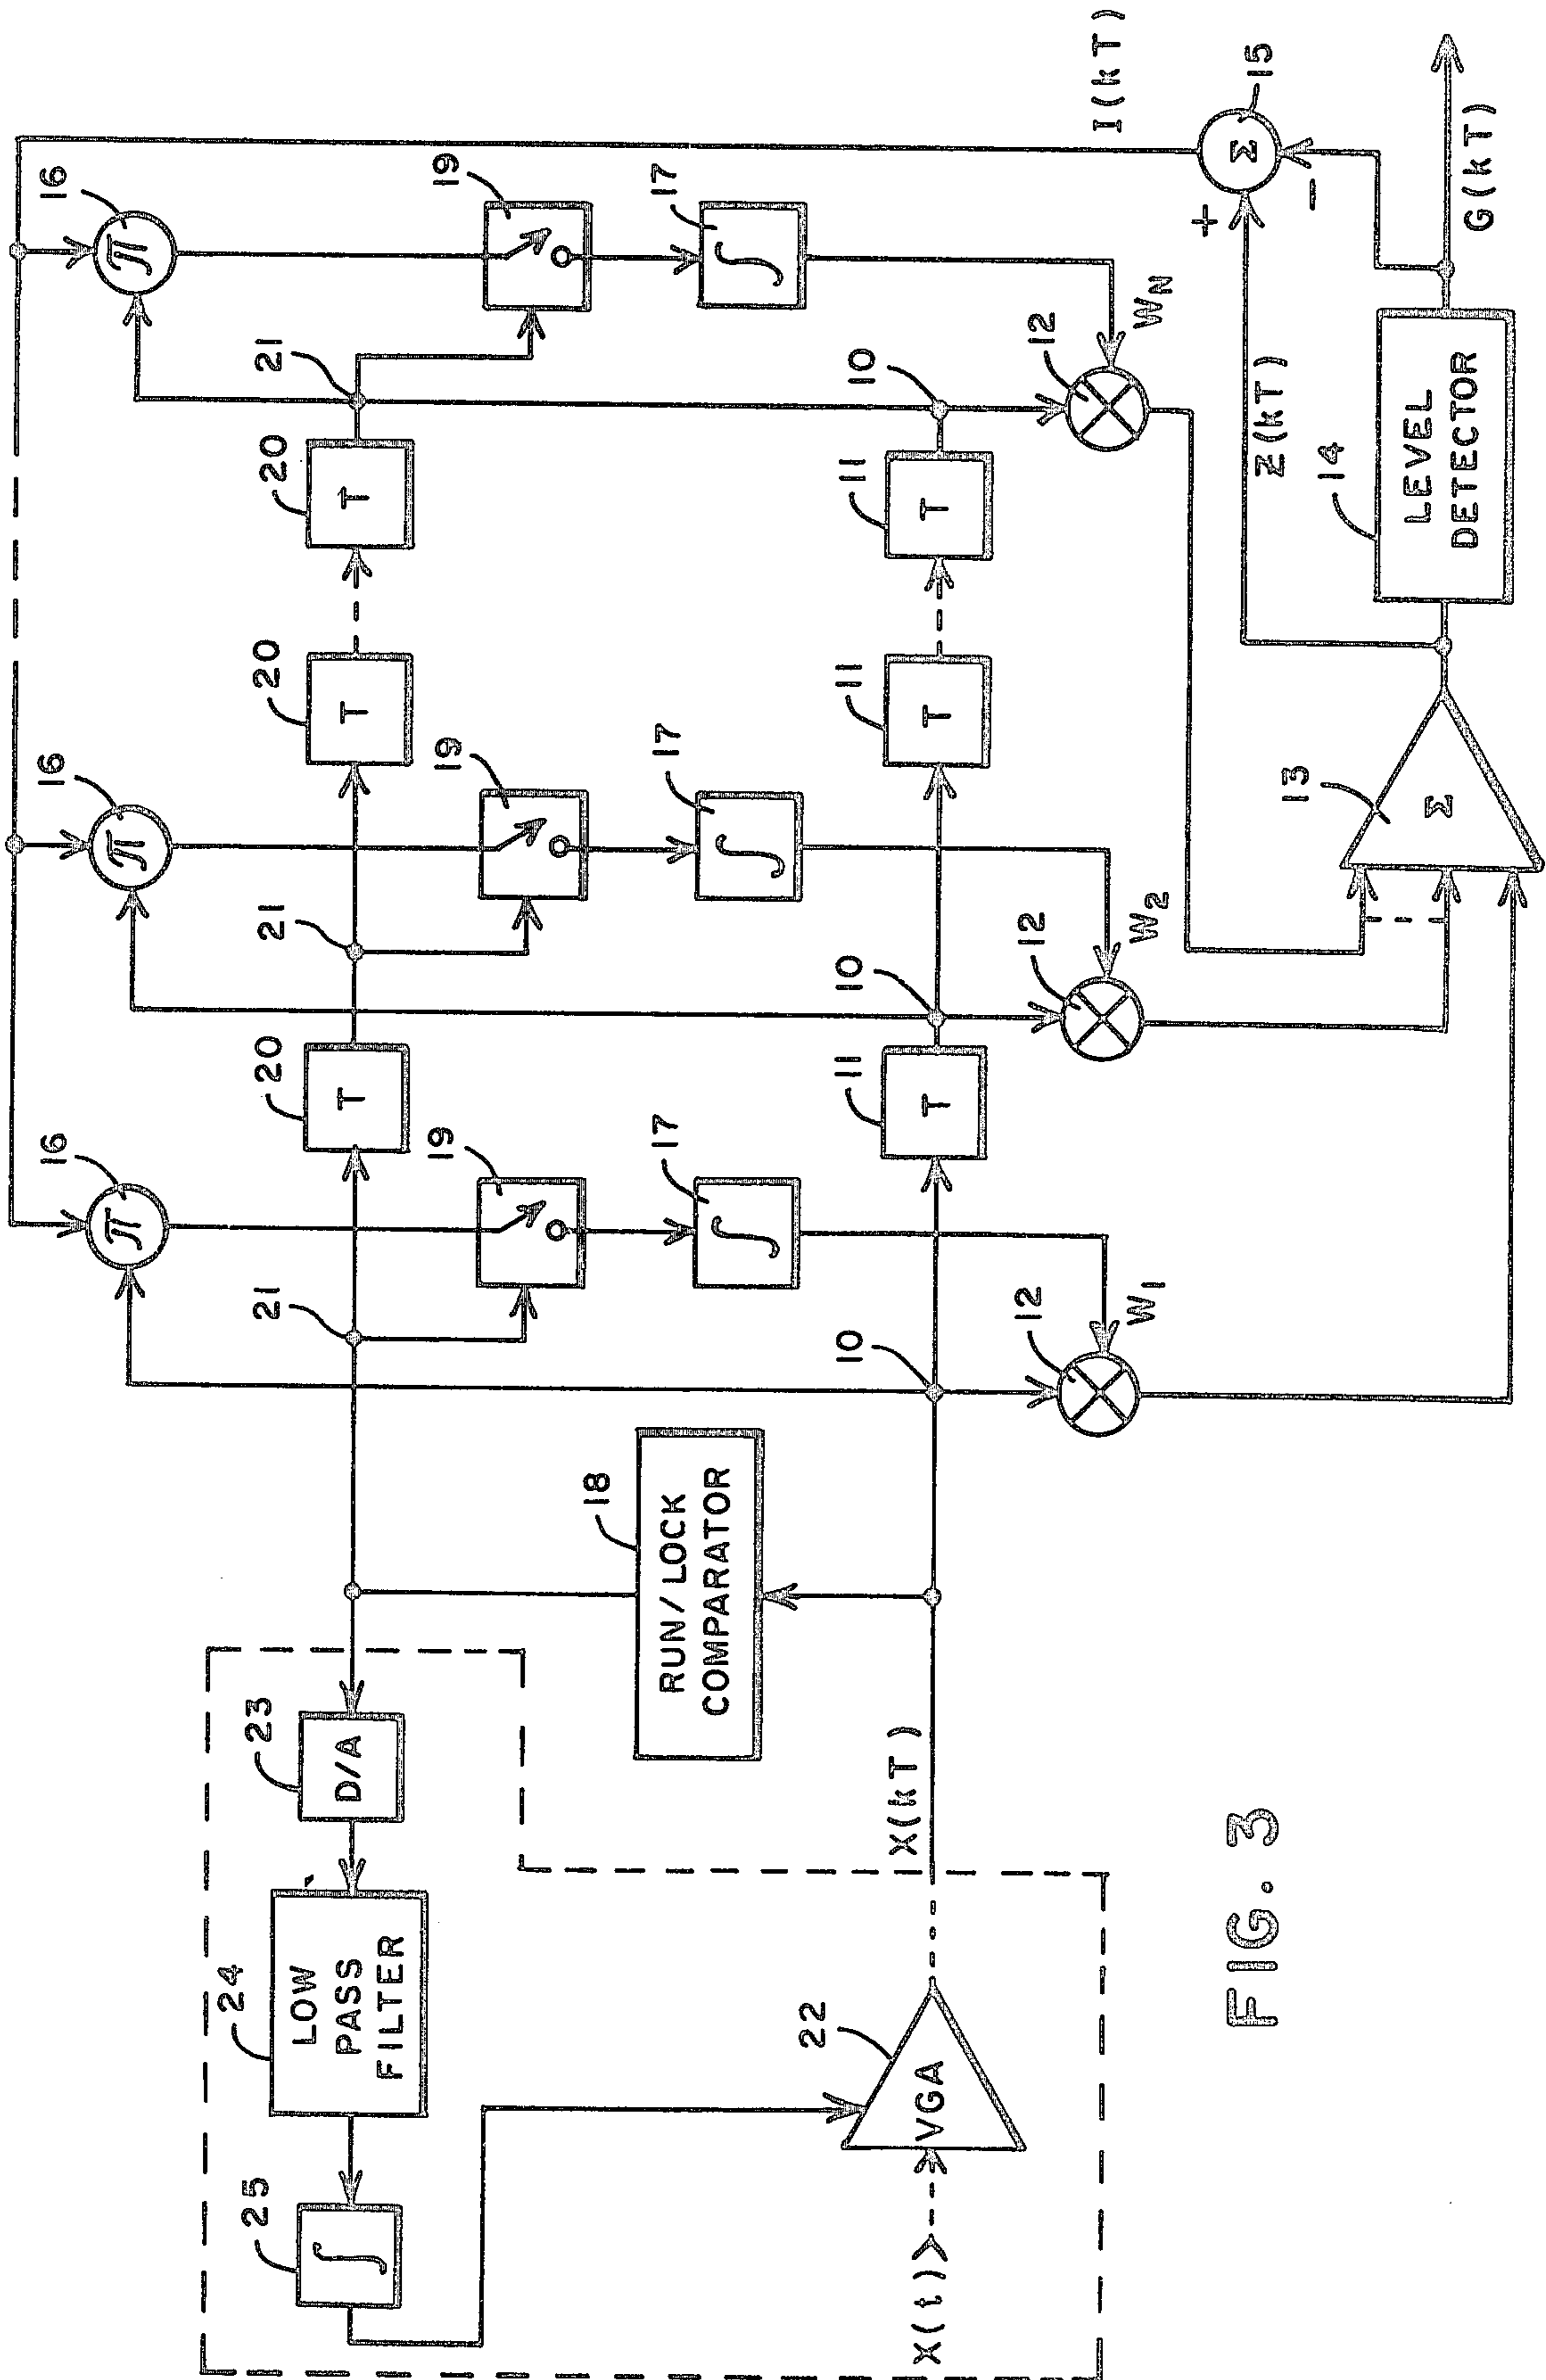 16
16
16
I(kT)
π
π
π
25
24
23
21
20
21
20
20
21
∫
LOW
PASS
FILTER
D/A
T
T
T
19
19
19
17
17
17
∫
∫
∫
18
RUN/LOCK
COMPARATOR
15
Σ
+
-
22
X(t)
VGA
X(kT)
10
11
10
11
11
10
T
T
T
12
12
12
W1
W2
WN
Z(kT)
G(kT)
13
Σ
14
LEVEL
DETECTOR
FIG. 3